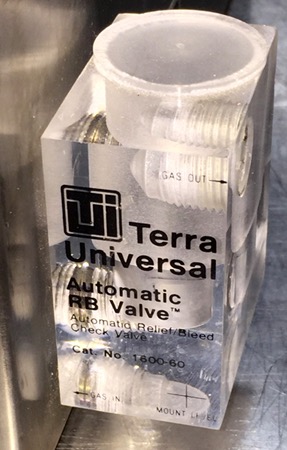 GAS OUT →
TUI Terra
Universal
Automatic
RB Valve™
Automatic Relief/Bleed
Check Valve
Cat. No. 1600-60
← GAS IN
MOUNT LEVEL